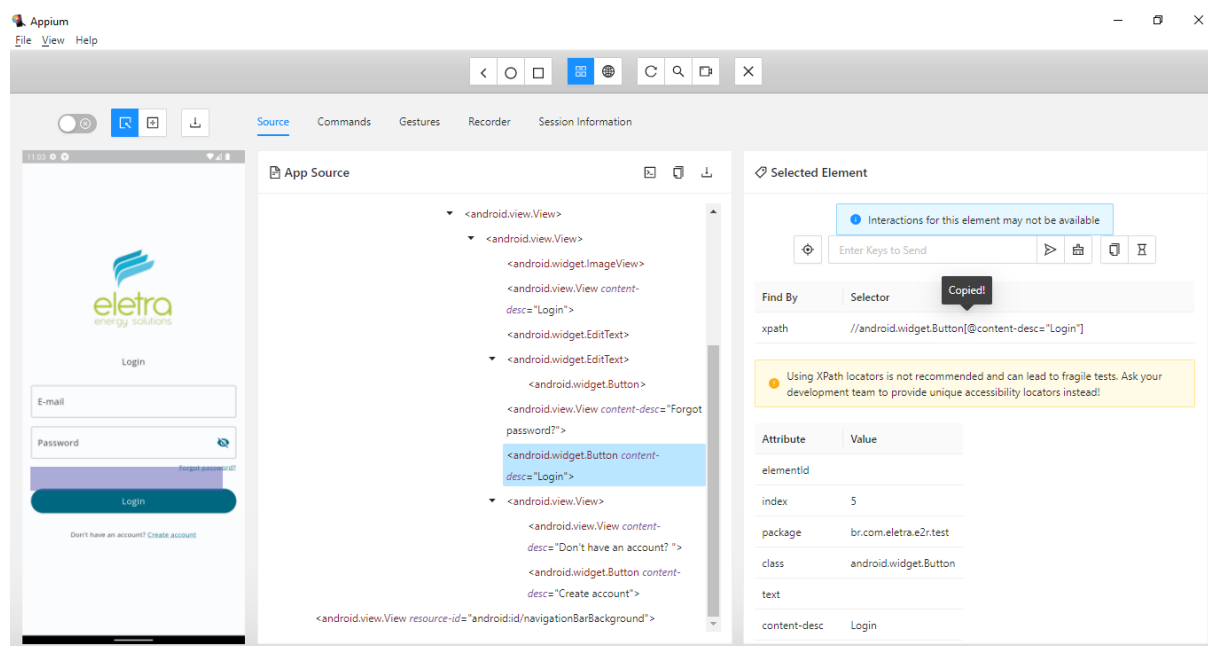 Appium
File View Help
Source Commands Gestures Recorder Session Information
11:03
eletra
energy solutions
Login
E-mail
Password
Forgot password?
Login
Don't have an account? Create account
App Source
<android.view.View>
<android.view.View>
<android.widget.ImageView>
<android.view.View content-
desc="Login">
<android.widget.EditText>
<android.widget.EditText>
<android.widget.Button>
<android.view.View content-desc="Forgot
password?">
<android.widget.Button content-
desc="Login">
<android.view.View>
<android.view.View content-
desc="Don't have an account? ">
<android.widget.Button content-
desc="Create account">
<android.view.View resource-id="android:id/navigationBarBackground">
Selected Element
Interactions for this element may not be available
Enter Keys to Send
Copied!
Find By Selector
xpath //android.widget.Button[@content-desc="Login"]
Using XPath locators is not recommended and can lead to fragile tests. Ask your
development team to provide unique accessibility locators instead!
Attribute Value
elementId
index 5
package br.com.eletra.e2r.test
class android.widget.Button
text
content-desc Login